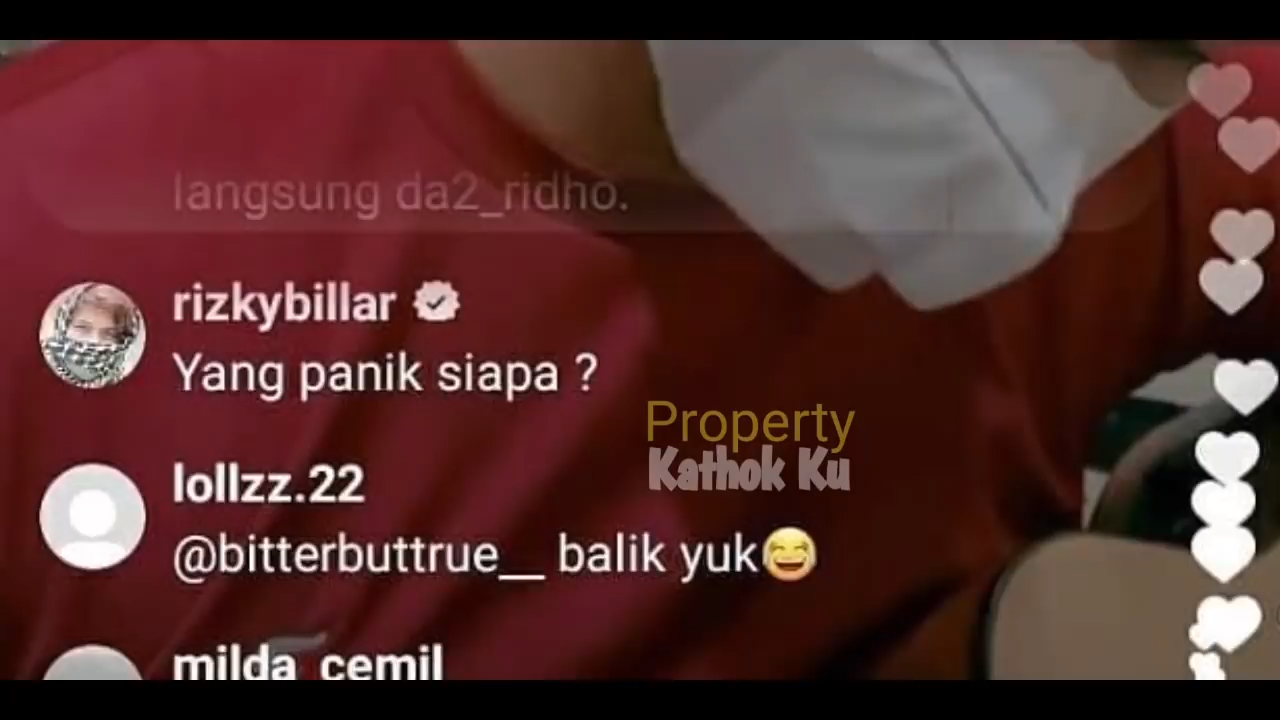 langsung da2_ridho.
rizkybillar
Yang panik siapa ?
Property
Kathok Ku
lollzz.22
@bitterbuttrue__ balik yuk😅
milda_cemil